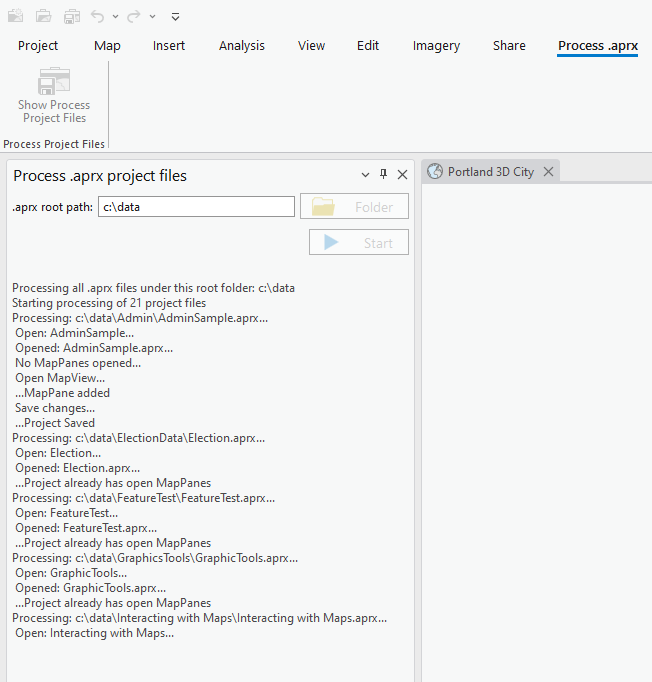 Project Map Insert Analysis View Edit Imagery Share Process .aprx
Show Process
Project Files
Process Project Files
Process .aprx project files
.aprx root path: c:\data Folder
Start
Processing all .aprx files under this root folder: c:\data
Starting processing of 21 project files
Processing: c:\data\Admin\AdminSample.aprx...
Open: AdminSample...
Opened: AdminSample.aprx...
No MapPanes opened...
Open MapView...
...MapPane added
Save changes...
...Project Saved
Processing: c:\data\ElectionData\Election.aprx...
Open: Election...
Opened: Election.aprx...
...Project already has open MapPanes
Processing: c:\data\FeatureTest\FeatureTest.aprx...
Open: FeatureTest...
Opened: FeatureTest.aprx...
...Project already has open MapPanes
Processing: c:\data\GraphicsTools\GraphicTools.aprx...
Open: GraphicTools...
Opened: GraphicTools.aprx...
...Project already has open MapPanes
Processing: c:\data\Interacting with Maps\Interacting with Maps.aprx...
Open: Interacting with Maps...
Portland 3D City